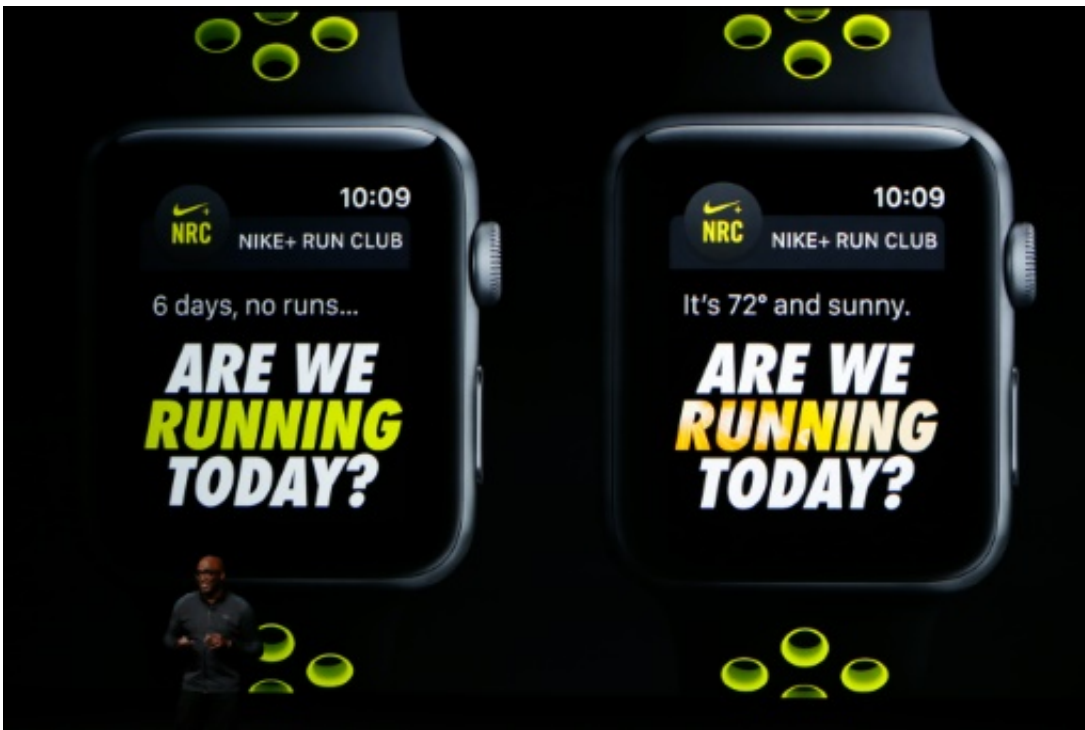 10:09
NRC
NIKE+ RUN CLUB
6 days, no runs...
ARE WE
RUNNING
TODAY?
10:09
NRC
NIKE+ RUN CLUB
It's 72° and sunny.
ARE WE
RUNNING
TODAY?